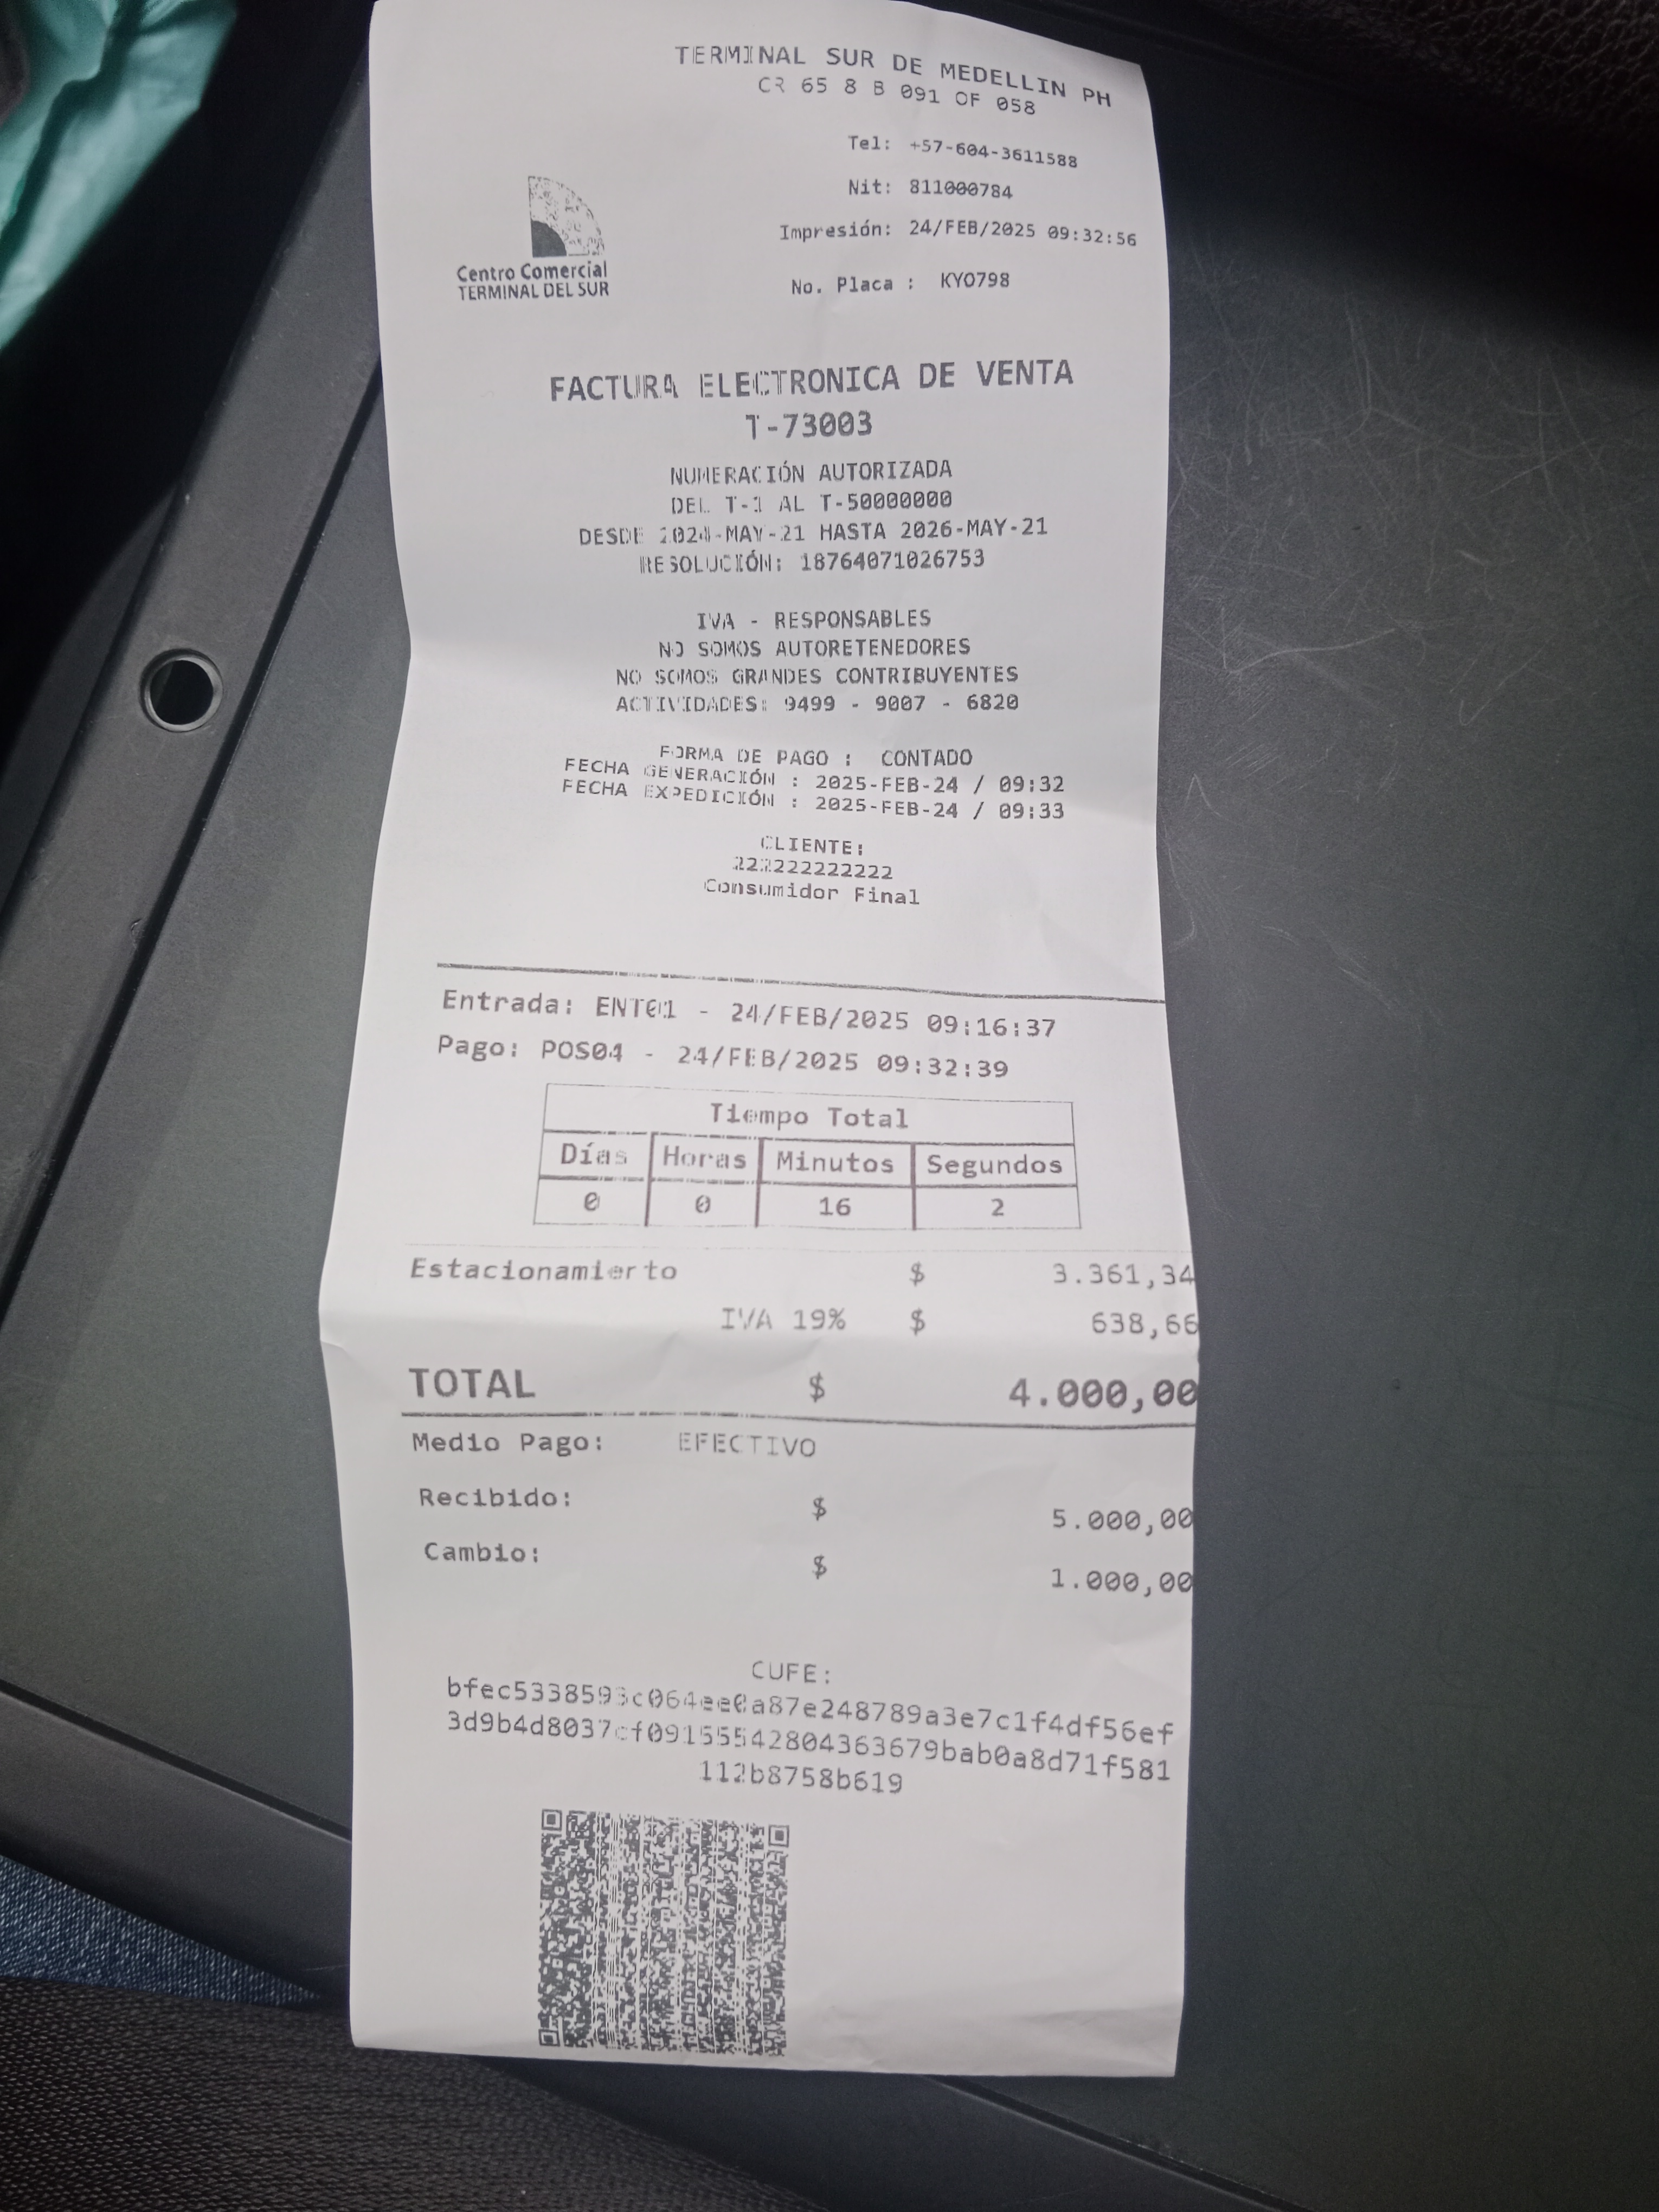 TERMINAL SUR DE MEDELLIN PH
CR 65 8 B 091 OF 058
Tel: +57-604-3611588
Nit: 811000784
Impresión: 24/FEB/2025 09:32:56
No. Placa : KYO798
Centro Comercial
TERMINAL DEL SUR
FACTURA ELECTRONICA DE VENTA
T-73003
NUMERACIÓN AUTORIZADA
DEL T-1 AL T-50000000
DESDE 2024-MAY-21 HASTA 2026-MAY-21
RESOLUCIÓN: 18764071026753
IVA - RESPONSABLES
NO SOMOS AUTORETENEDORES
NO SOMOS GRANDES CONTRIBUYENTES
ACTIVIDADES: 9499 - 9007 - 6820
FORMA DE PAGO : CONTADO
FECHA GENERACIÓN : 2025-FEB-24 / 09:32
FECHA EXPEDICIÓN : 2025-FEB-24 / 09:33
CLIENTE:
222222222222
Consumidor Final
Entrada: ENT01 - 24/FEB/2025 09:16:37
Pago: POS04 - 24/FEB/2025 09:32:39
Tiempo Total
Días Horas Minutos Segundos
0 0 16 2
Estacionamiento $ 3.361,34
IVA 19% $ 638,66
TOTAL $ 4.000,00
Medio Pago: EFECTIVO
Recibido: $ 5.000,00
Cambio: $ 1.000,00
CUFE:
bfec5338593c064ee0a87e248789a3e7c1f4df56ef
3d9b4d8037cf09155542804363679bab0a8d71f581
112b8758b619